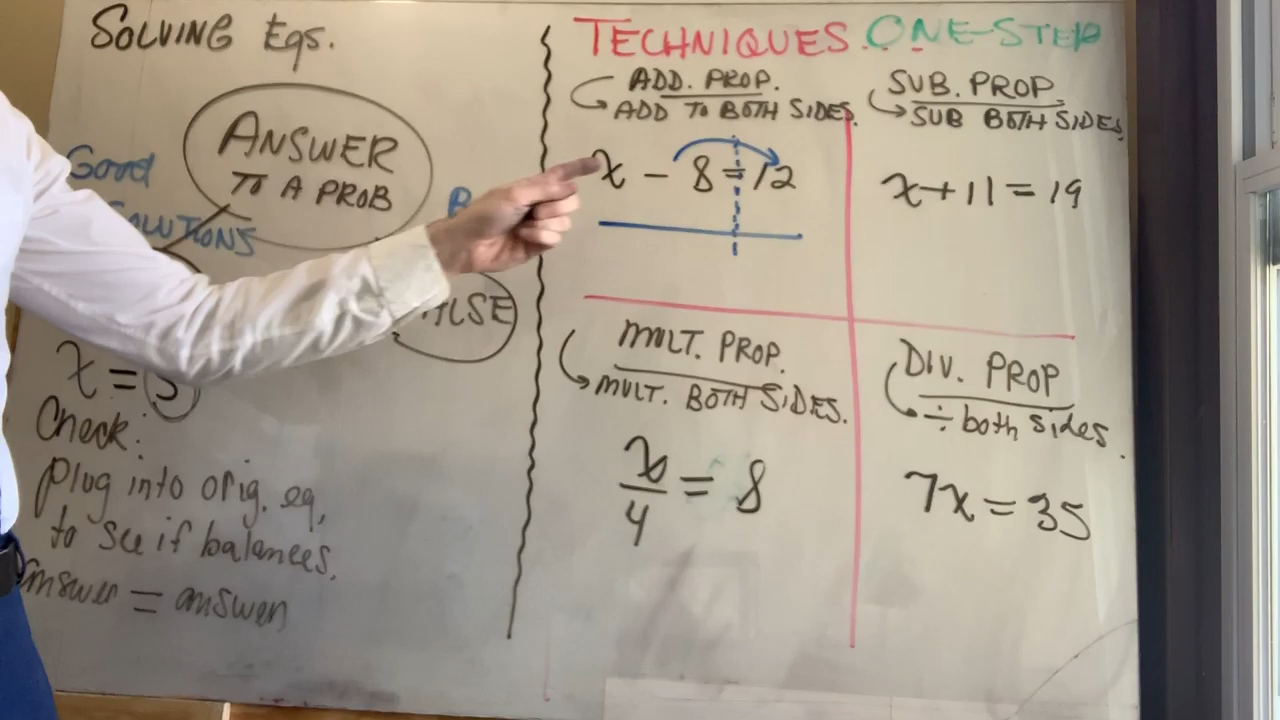 SOLVING Eqs.
ANSWER
TO A PROB
Good
x =
Check:
plug into orig. eq,
to see if balances.
answer = answer
TECHNIQUES. ONE-STEP
ADD. PROP.
ADD TO BOTH SIDES.
x - 8 = 12
SUB. PROP
SUB BOTH SIDES.
x + 11 = 19
MULT. PROP.
MULT. BOTH SIDES.
x/4 = 8
DIV. PROP
÷ both sides.
7x = 35